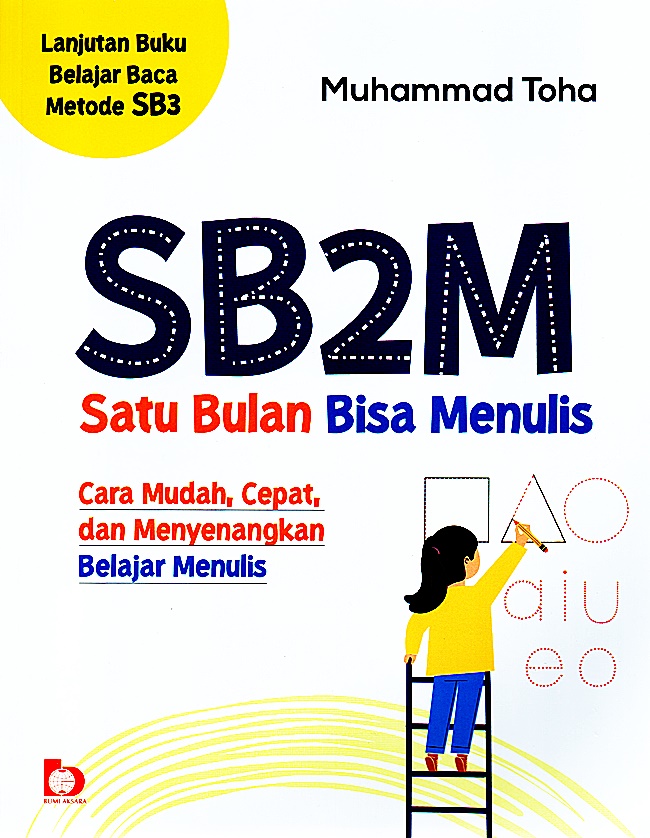 Lanjutan Buku
Belajar Baca
Metode SB3
Muhammad Toha
SB2M
Satu Bulan Bisa Menulis
Cara Mudah, Cepat,
dan Menyenangkan
Belajar Menulis
a i u
e o
BUMI AKSARA